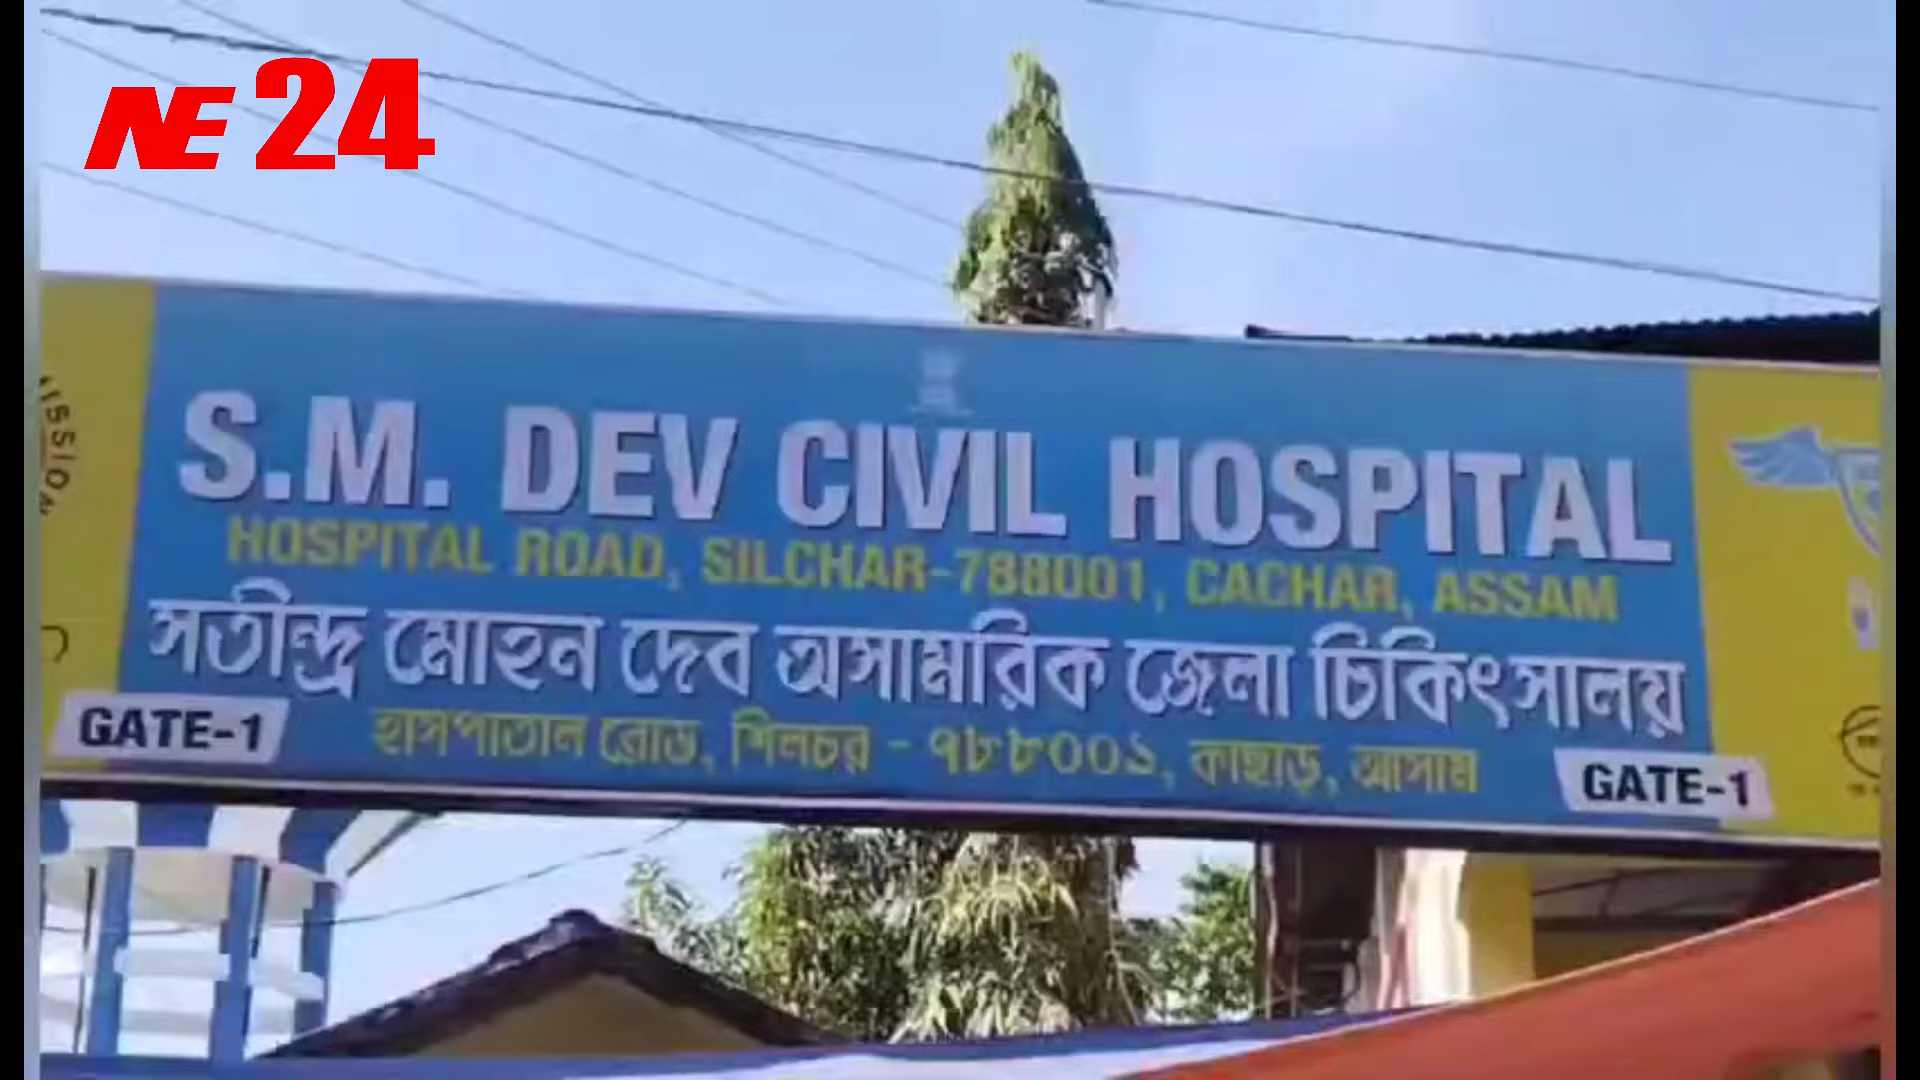 NE 24
S.M. DEV CIVIL HOSPITAL
HOSPITAL ROAD, SILCHAR-788001, CACHAR, ASSAM
সতীন্দ্র মোহন দেব অসামরিক জেলা চিকিৎসালয়
হাসপাতাল রোড, শিলচর - ৭৮৮০০১, কাছাড়, আসাম
GATE-1
GATE-1